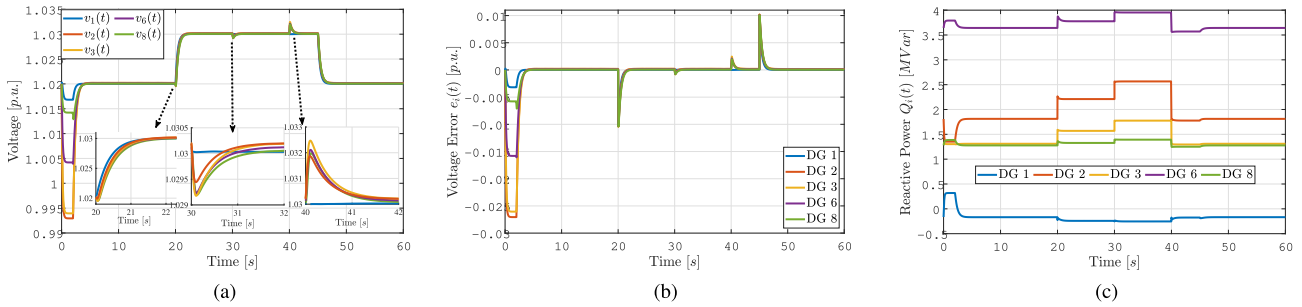 1.035
1.03
1.025
1.02
1.015
1.01
1.005
1
0.995
0.99
Voltage [p.u.]
v₁(t) v₆(t)
v₂(t) v₈(t)
v₃(t)
1.03
1.025
1.02
20 21 22
Time [s]
1.0305
1.03
1.0295
1.029
30 31 32
Time [s]
1.033
1.032
1.031
1.03
40 41 42
Time [s]
0 10 20 30 40 50 60
Time [s]
(a)
0.01
0.005
0
-0.005
-0.01
-0.015
-0.02
-0.025
-0.03
Voltage Error eᵢ(t) [p.u.]
DG 1
DG 2
DG 3
DG 6
DG 8
0 10 20 30 40 50 60
Time [s]
(b)
4
3.5
3
2.5
2
1.5
1
0.5
0
-0.5
Reactive Power Qᵢ(t) [MVar]
DG 1 DG 2 DG 3 DG 6 DG 8
0 10 20 30 40 50 60
Time [s]
(c)